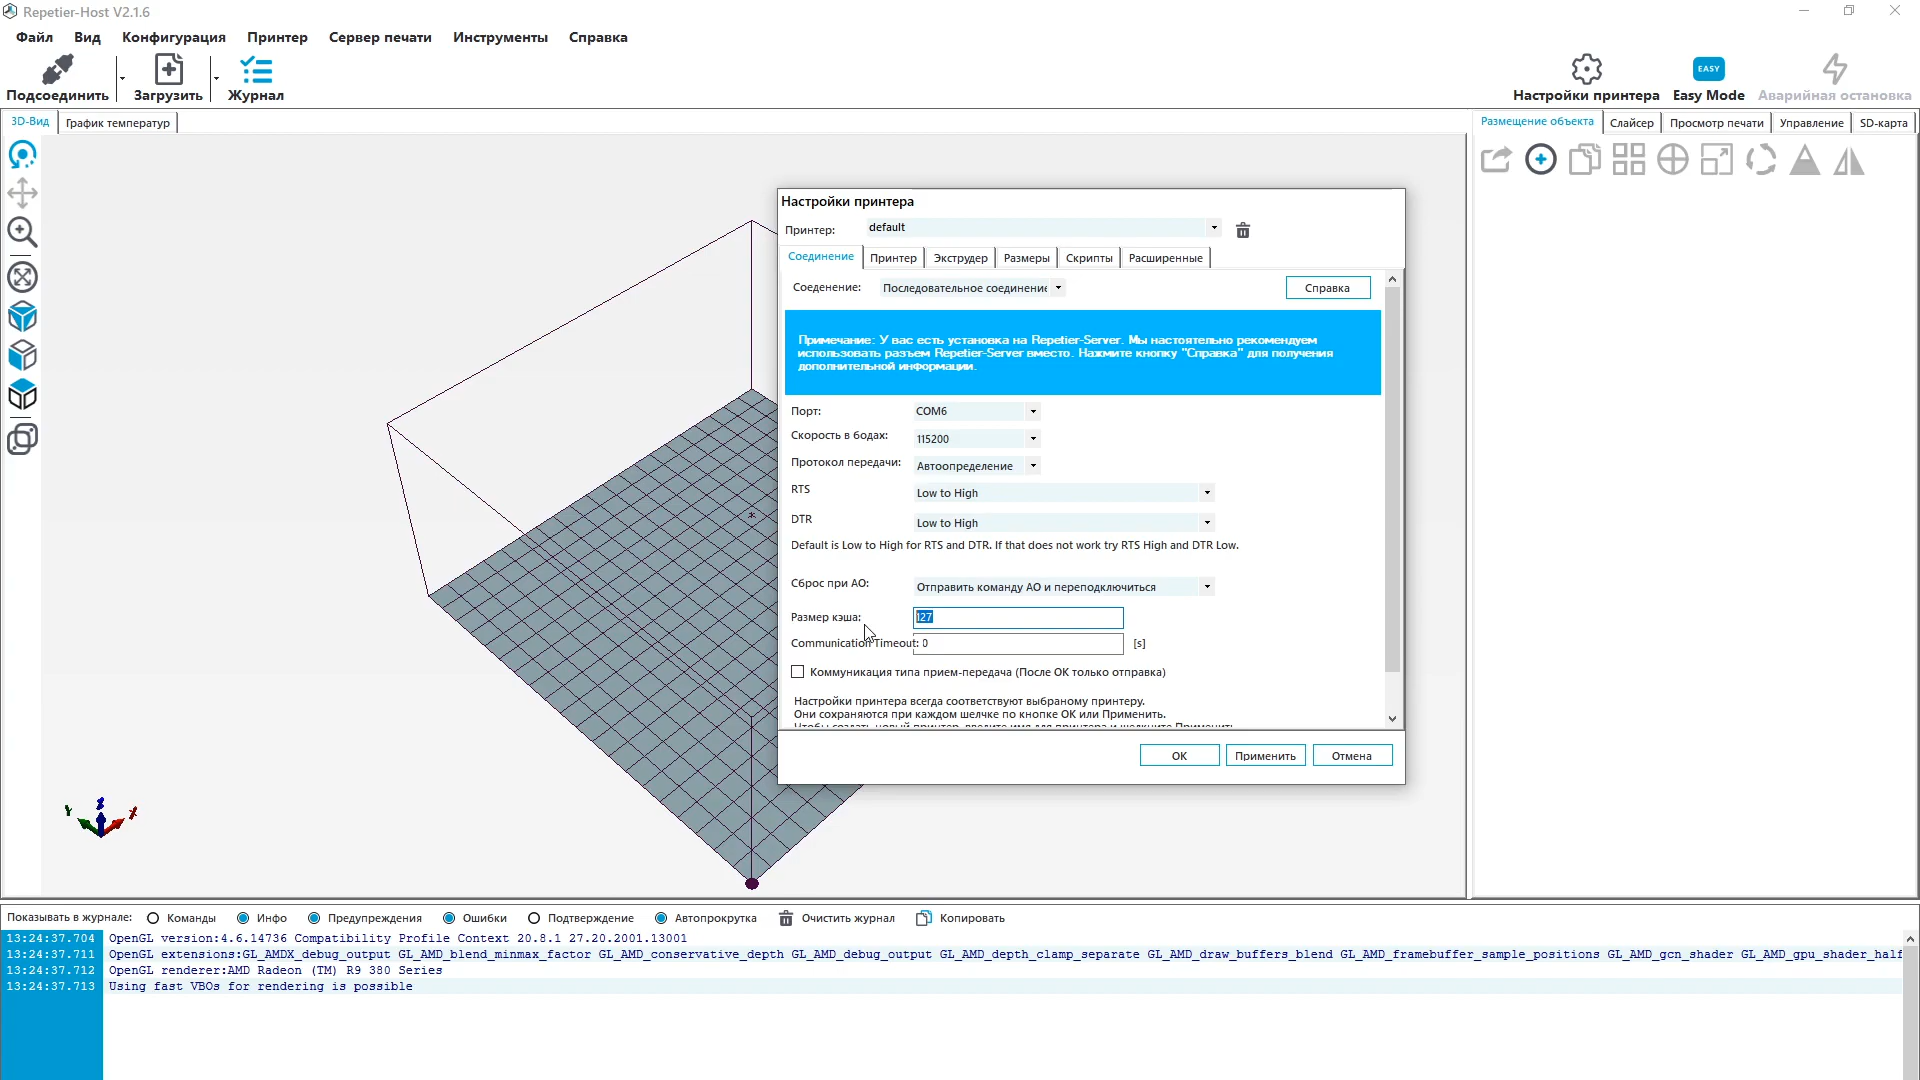 Repetier-Host V2.1.6
Файл Вид Конфигурация Принтер Сервер печати Инструменты Справка
Подсоединить Загрузить Журнал Настройки принтера EASY Easy Mode Аварийная остановка
3D-Вид График температур
Размещение объекта Слайсер Просмотр печати Управление SD-карта
Настройки принтера
Принтер: default
Соединение Принтер Экструдер Размеры Скрипты Расширенные
Соеденение: Последовательное соединение Справка
Примечание: У вас есть установка на Repetier-Server. Мы настоятельно рекомендуем
использовать разъем Repetier-Server вместо. Нажмите кнопку "Справка" для получения
дополнительной информации.
Порт: COM6
Скорость в бодах: 115200
Протокол передачи: Автоопределение
RTS Low to High
DTR Low to High
Default is Low to High for RTS and DTR. If that does not work try RTS High and DTR Low.
Сброс при АО: Отправить команду АО и переподключиться
Размер кэша: 127
Communication Timeout: 0 [s]
Коммуникация типа прием-передача (После ОК только отправка)
Настройки принтера всегда соответствуют выбраному принтеру.
Они сохраняются при каждом шелчке по кнопке ОК или Применить.
Чтобы создать новый принтер, введите имя для принтера и щелкните Применить
OK Применить Отмена
Y Z X
Показывать в журнале: Команды Инфо Предупреждения Ошибки Подтверждение Автопрокрутка Очистить журнал Копировать
13:24:37.704 OpenGL version:4.6.14736 Compatibility Profile Context 20.8.1 27.20.2001.13001
13:24:37.711 OpenGL extensions:GL_AMDX_debug_output GL_AMD_blend_minmax_factor GL_AMD_conservative_depth GL_AMD_debug_output GL_AMD_depth_clamp_separate GL_AMD_draw_buffers_blend GL_AMD_framebuffer_sample_positions GL_AMD_gcn_shader GL_AMD_gpu_shader_half
13:24:37.712 OpenGL renderer:AMD Radeon (TM) R9 380 Series
13:24:37.713 Using fast VBOs for rendering is possible